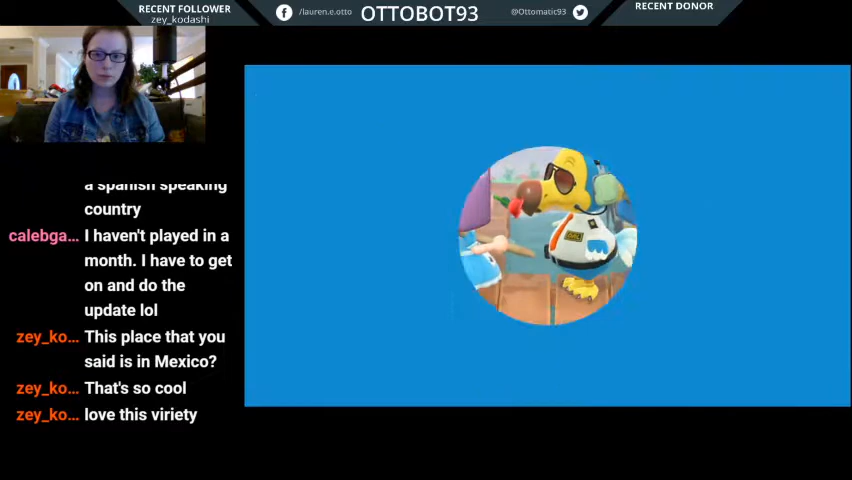 RECENT FOLLOWER
zey_kodashi
/lauren.e.otto
OTTOBOT93
@Ottomatic93
RECENT DONOR
a spanish speaking
country
calebga... I haven't played in a
month. I have to get
on and do the
update lol
zey_ko... This place that you
said is in Mexico?
zey_ko... That's so cool
zey_ko... love this viriety